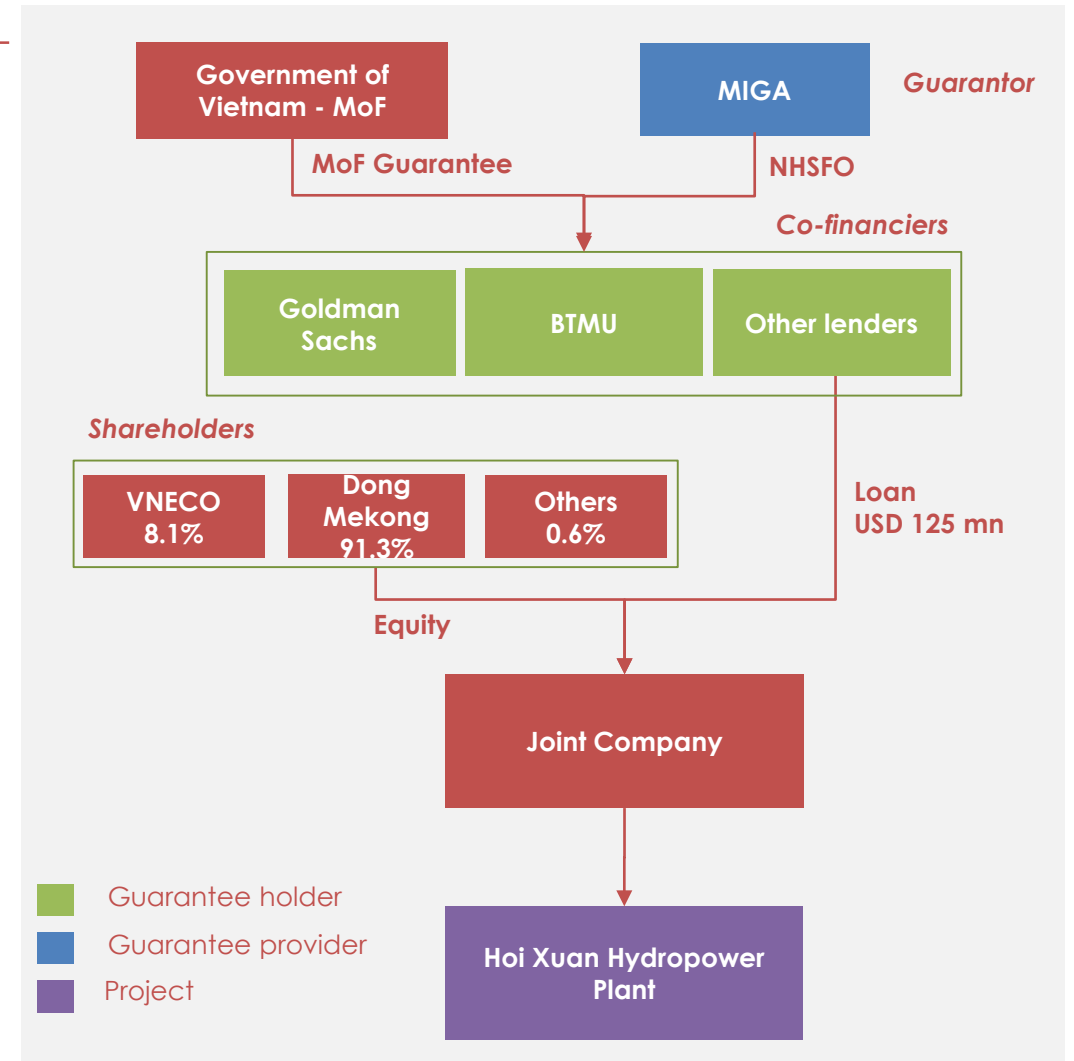 Government of
Vietnam - MoF
MIGA
Guarantor
MoF Guarantee
NHSFO
Co-financiers
Goldman
Sachs
BTMU
Other lenders
Shareholders
VNECO
8.1%
Dong
Mekong
91.3%
Others
0.6%
Loan
USD 125 mn
Equity
Joint Company
Guarantee holder
Guarantee provider
Project
Hoi Xuan Hydropower
Plant